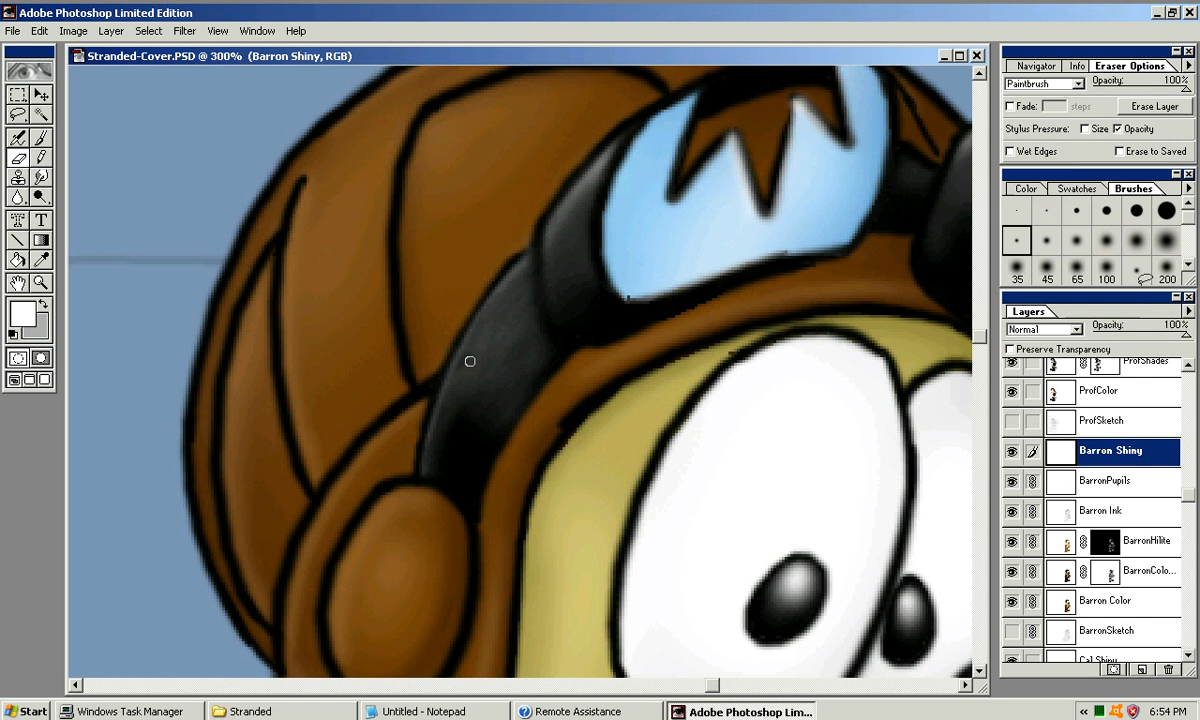 Adobe Photoshop Limited Edition
File Edit Image Layer Select Filter View Window Help
Stranded-Cover.PSD @ 300% (Barron Shiny, RGB)
Navigator Info Eraser Options
Paintbrush Opacity: 100%
Fade: steps Erase Layer
Stylus Pressure: Size Opacity
Wet Edges Erase to Saved
Color Swatches Brushes
35 45 65 100 200
Layers
Normal Opacity: 100%
Preserve Transparency
ProfShades
ProfColor
ProfSketch
Barron Shiny
BarronPupils
Barron Ink
BarronHilite
BarronColo...
Barron Color
BarronSketch
Cal Shiny
Start Windows Task Manager Stranded Untitled - Notepad Remote Assistance Adobe Photoshop Lim... « 6:54 PM